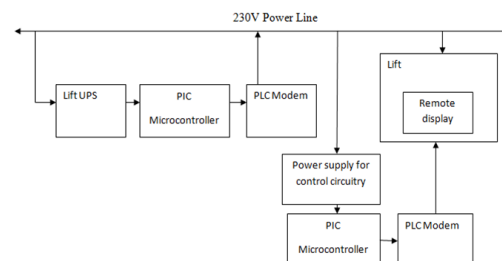 230V Power Line
Lift UPS
PIC
Microcontroller
PLC Modem
Lift
Remote
display
Power supply for
control circuitry
PIC
Microcontroller
PLC Modem